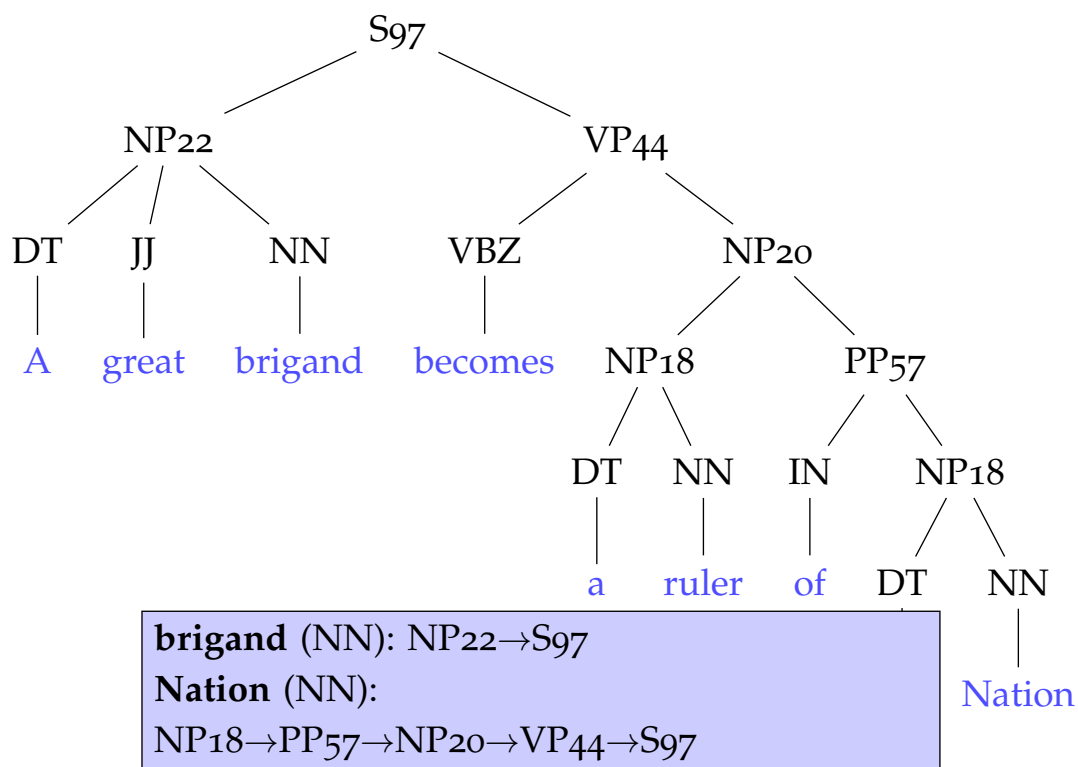 S97
NP22 VP44
DT JJ NN VBZ NP20
A great brigand becomes NP18 PP57
DT NN IN NP18
a ruler of DT NN
brigand (NN): NP22→S97
Nation (NN):
Nation
NP18→PP57→NP20→VP44→S97